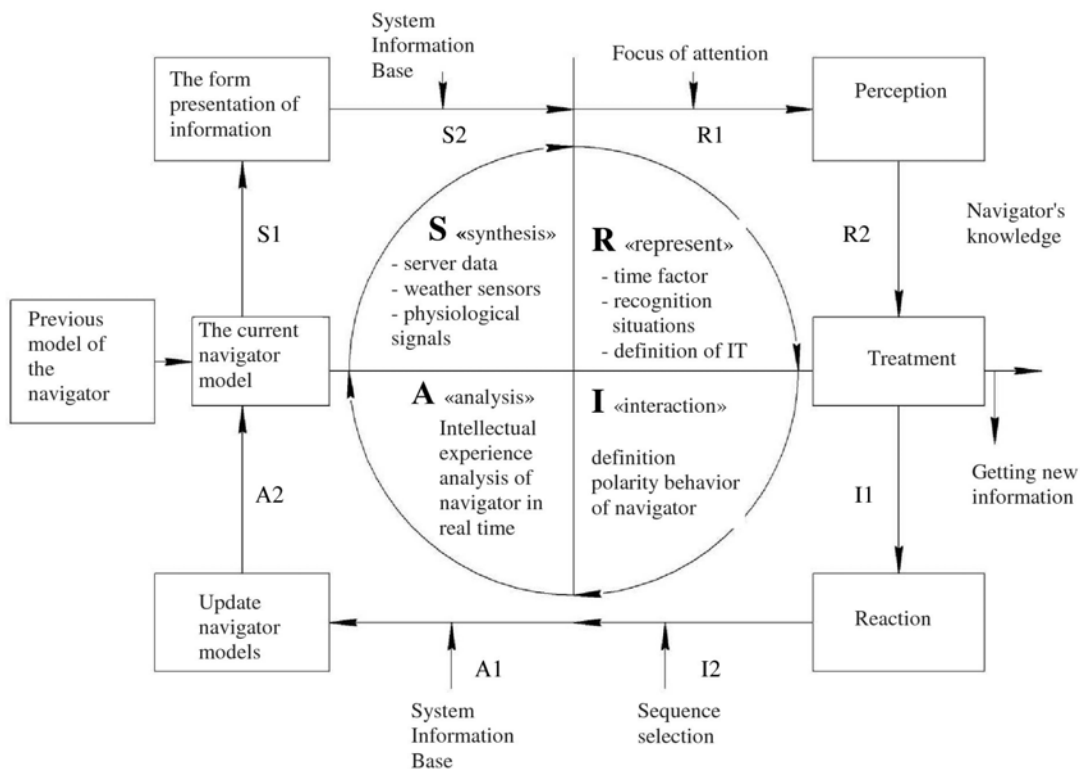 System
Information
Base
Focus of attention
The form
presentation of
information
S2
R1
Perception
S1
R2
Navigator's
knowledge
S «synthesis»
- server data
- weather sensors
- physiological
signals
R «represent»
- time factor
- recognition
situations
- definition of IT
Previous
model of
the
navigator
The current
navigator
model
Treatment
A «analysis»
Intellectual
experience
analysis of
navigator in
real time
I «interaction»
definition
polarity behavior
of navigator
Getting new
information
A2
I1
Update
navigator
models
Reaction
A1
I2
System
Information
Base
Sequence
selection